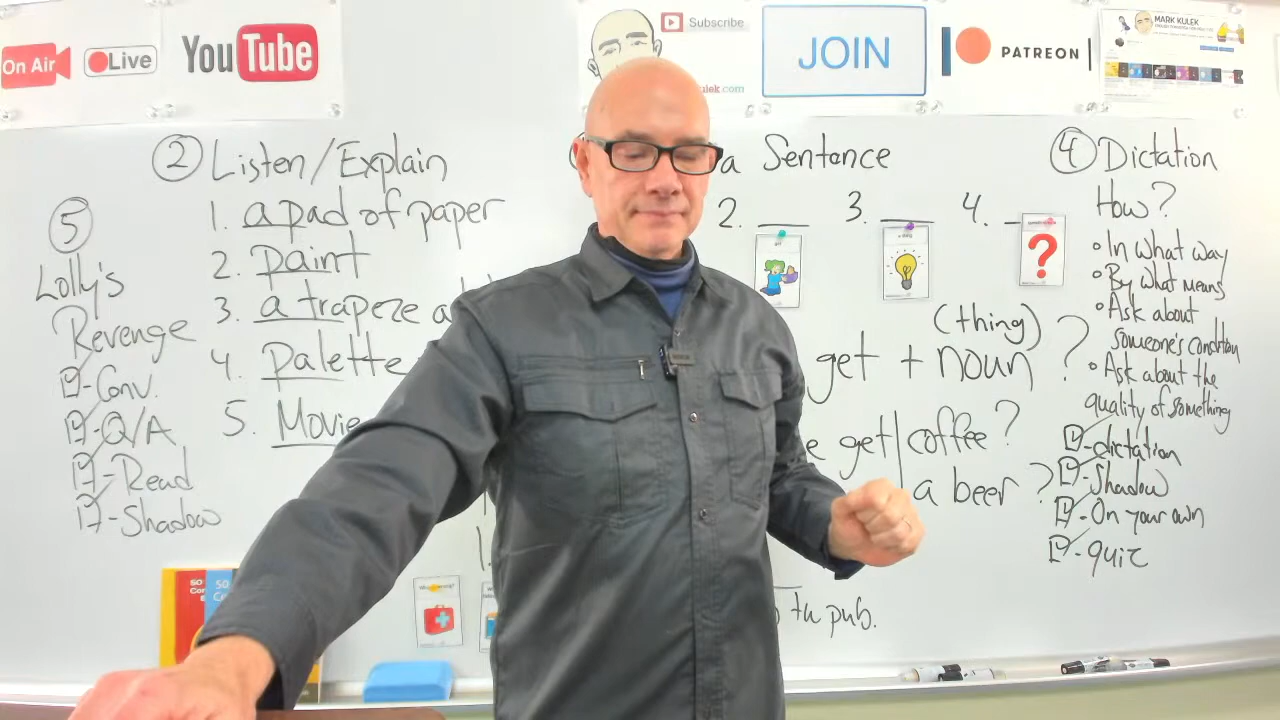 On Air
Live
YouTube
Subscribe
JOIN
PATREON
MARK KULEK
② Listen/Explain
1. a pad of paper
2. paint
3. a trapeze
4. palette
5. Movie
⑤
Lolly's
Revenge
-Conv.
-Q/A
-Read
-Shadow
a Sentence
2.
3.
4.
?
(thing)
get + noun ?
get coffee?
a beer?
pub.
④ Dictation
How?
• In what way
• By what means
• Ask about
someone's condition
• Ask about the
quality of something
-dictation
-Shadow
-On your own
-quiz